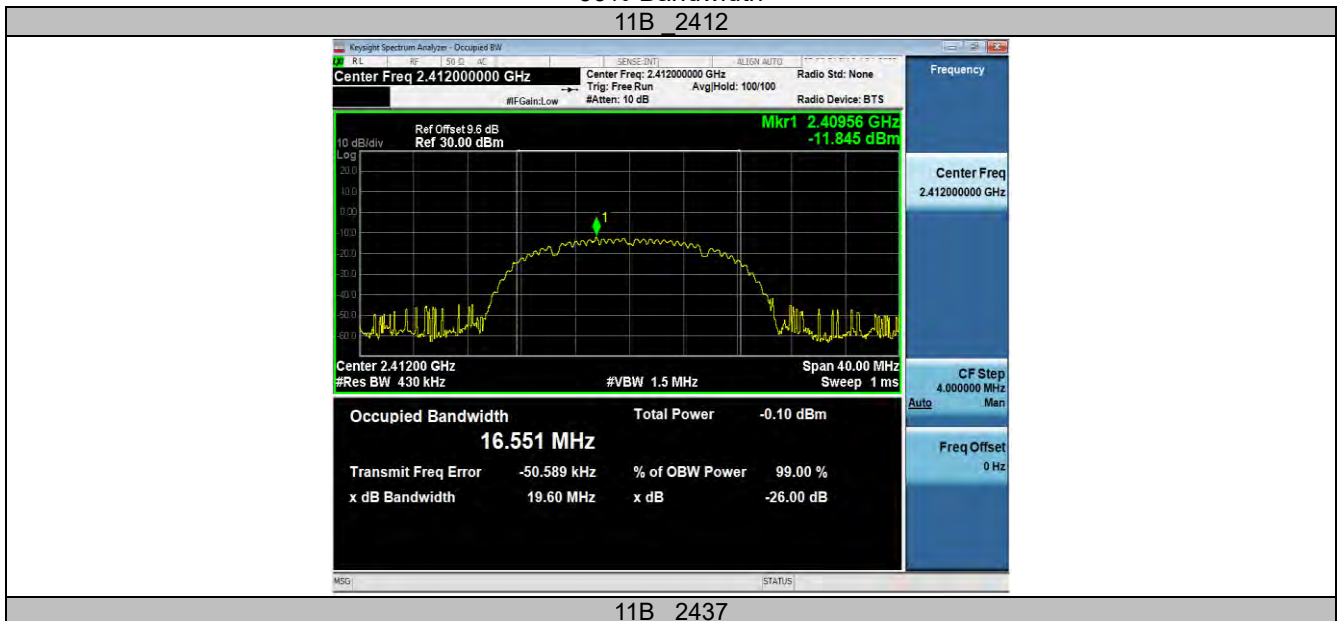 11B _2412
Keysight Spectrum Analyzer - Occupied BW
RL RF 50 Ω AC SENSE:INT ALIGN AUTO
Center Freq 2.412000000 GHz
Center Freq: 2.412000000 GHz
Radio Std: None
Trig: Free Run Avg|Hold: 100/100
#IFGain:Low #Atten: 10 dB Radio Device: BTS
Frequency
Mkr1 2.40956 GHz
-11.845 dBm
Ref Offset 9.6 dB
10 dB/div Ref 30.00 dBm
Log
20.0
10.0
0.00
-10.0
-20.0
-30.0
-40.0
-50.0
-60.0
1
Center 2.41200 GHz Span 40.00 MHz
#Res BW 430 kHz #VBW 1.5 MHz Sweep 1 ms
Occupied Bandwidth
16.551 MHz
Total Power -0.10 dBm
Transmit Freq Error -50.589 kHz % of OBW Power 99.00 %
x dB Bandwidth 19.60 MHz x dB -26.00 dB
Center Freq
2.412000000 GHz
CF Step
4.000000 MHz
Auto Man
Freq Offset
0 Hz
MSG STATUS
11B _2437